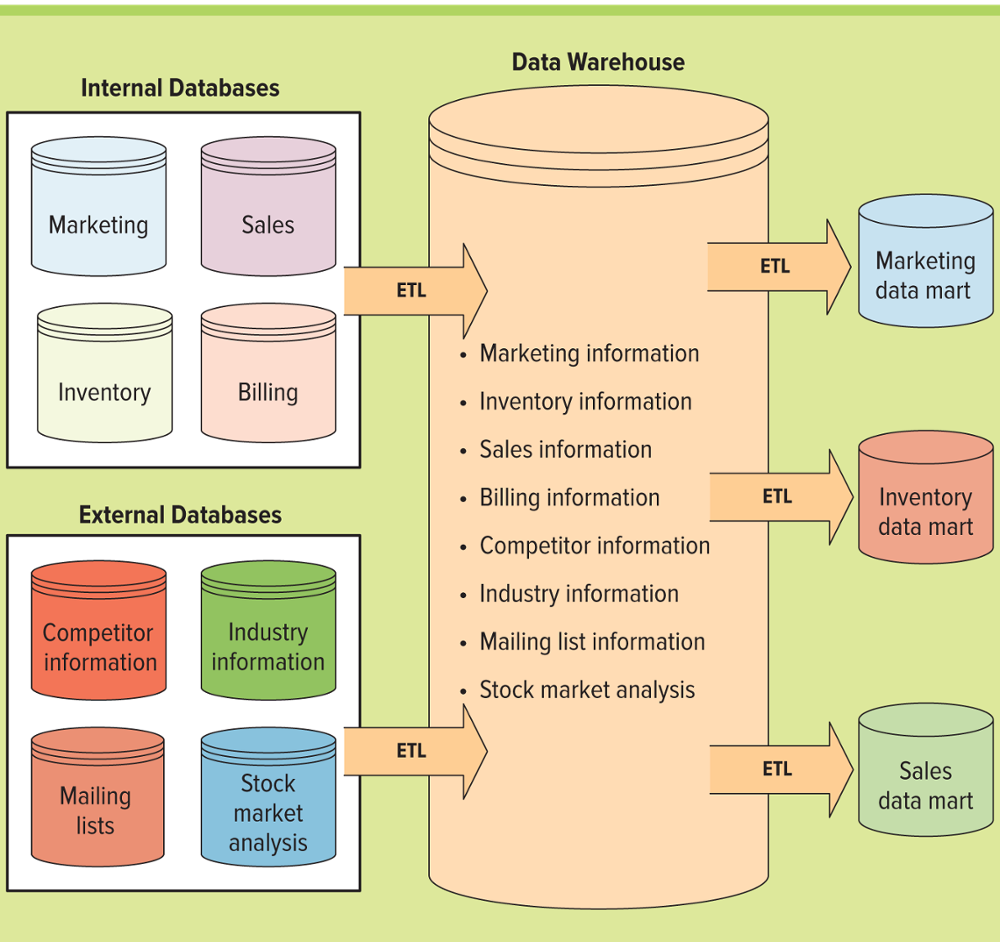 Data Warehouse
Internal Databases
Marketing
Sales
Inventory
Billing
ETL
External Databases
Competitor
information
Industry
information
Mailing
lists
Stock
market
analysis
ETL
• Marketing information
• Inventory information
• Sales information
• Billing information
• Competitor information
• Industry information
• Mailing list information
• Stock market analysis
ETL
Marketing
data mart
ETL
Inventory
data mart
ETL
Sales
data mart